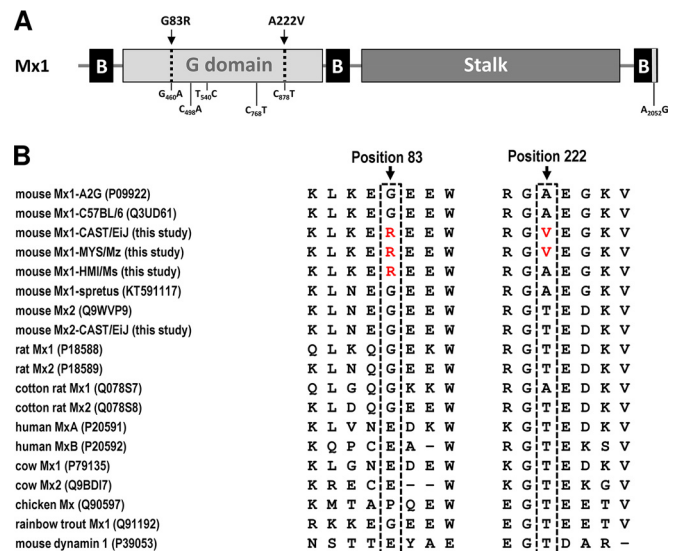 A
G83R A222V
Mx1 B G domain B Stalk B
G460A T540C C878T
C498A C768T A2052G
B
Position 83 Position 222
mouse Mx1-A2G (P09922) K L K E G E E W R G A E G K V
mouse Mx1-C57BL/6 (Q3UD61) K L K E G E E W R G A E G K V
mouse Mx1-CAST/EiJ (this study) K L K E R E E W R G V E G K V
mouse Mx1-MYS/Mz (this study) K L K E R E E W R G V E G K V
mouse Mx1-HMI/Ms (this study) K L K E R E E W R G A E G K V
mouse Mx1-spretus (KT591117) K L N E G E E W R G A E G K V
mouse Mx2 (Q9WVP9) K L N E G E E W R G T E D K V
mouse Mx2-CAST/EiJ (this study) K L N E G E E W R G T E D K V
rat Mx1 (P18588) Q L K Q G E K W R G T E D K V
rat Mx2 (P18589) K L N Q G E E W R G T E D K V
cotton rat Mx1 (Q078S7) Q L G Q G K K W R G A E D K V
cotton rat Mx2 (Q078S8) K L D Q G E E W R G T E D K V
human MxA (P20591) K L V N E D K W K G T E D K V
human MxB (P20592) K Q P C E A – W R G T E K S V
cow Mx1 (P79135) K L G N E D E W K G T E D K V
cow Mx2 (Q9BDI7) K R E C E – – W K G T E K G V
chicken Mx (Q90597) K M T A P Q E W E G T E E T V
rainbow trout Mx1 (Q91192) R K K E G E E W E G T E E T V
mouse dynamin 1 (P39053) N S T T E Y A E E G T D A R –